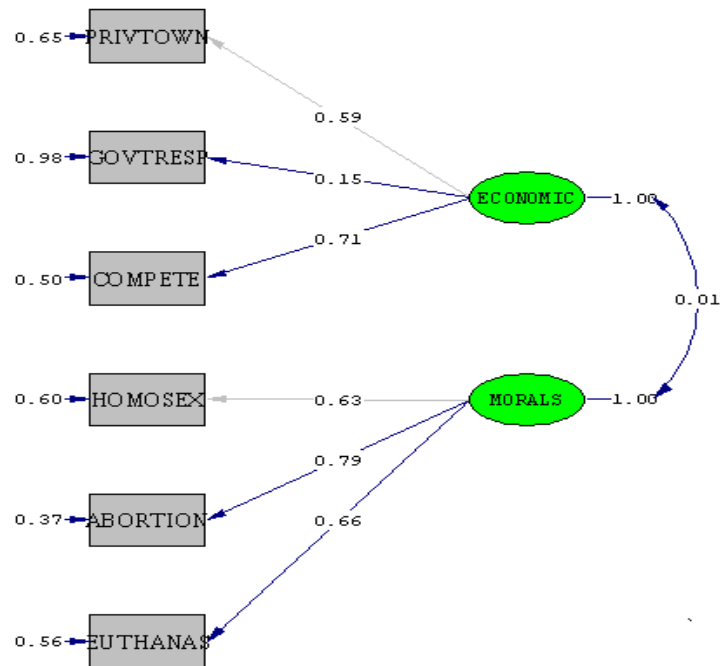 0.65 PRIVTOWN
0.59
0.98 GOVTRESP
0.15
ECONOMIC 1.00
0.71
0.50 COMPETE
0.01
0.60 HOMOSEX 0.63 MORALS 1.00
0.79
0.37 ABORTION
0.66
0.56 EUTHANAS